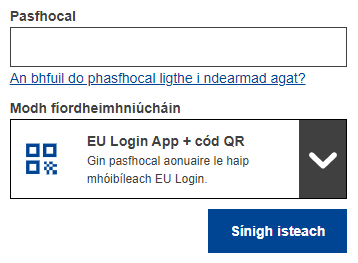 Pasfhocal
An bhfuil do phasfhocal ligthe i ndearmad agat?
Modh fíordheimhniúcháin
EU Login App + cód QR
Gin pasfhocal aonuaire le haip
mhóibíleach EU Login.
Sínigh isteach